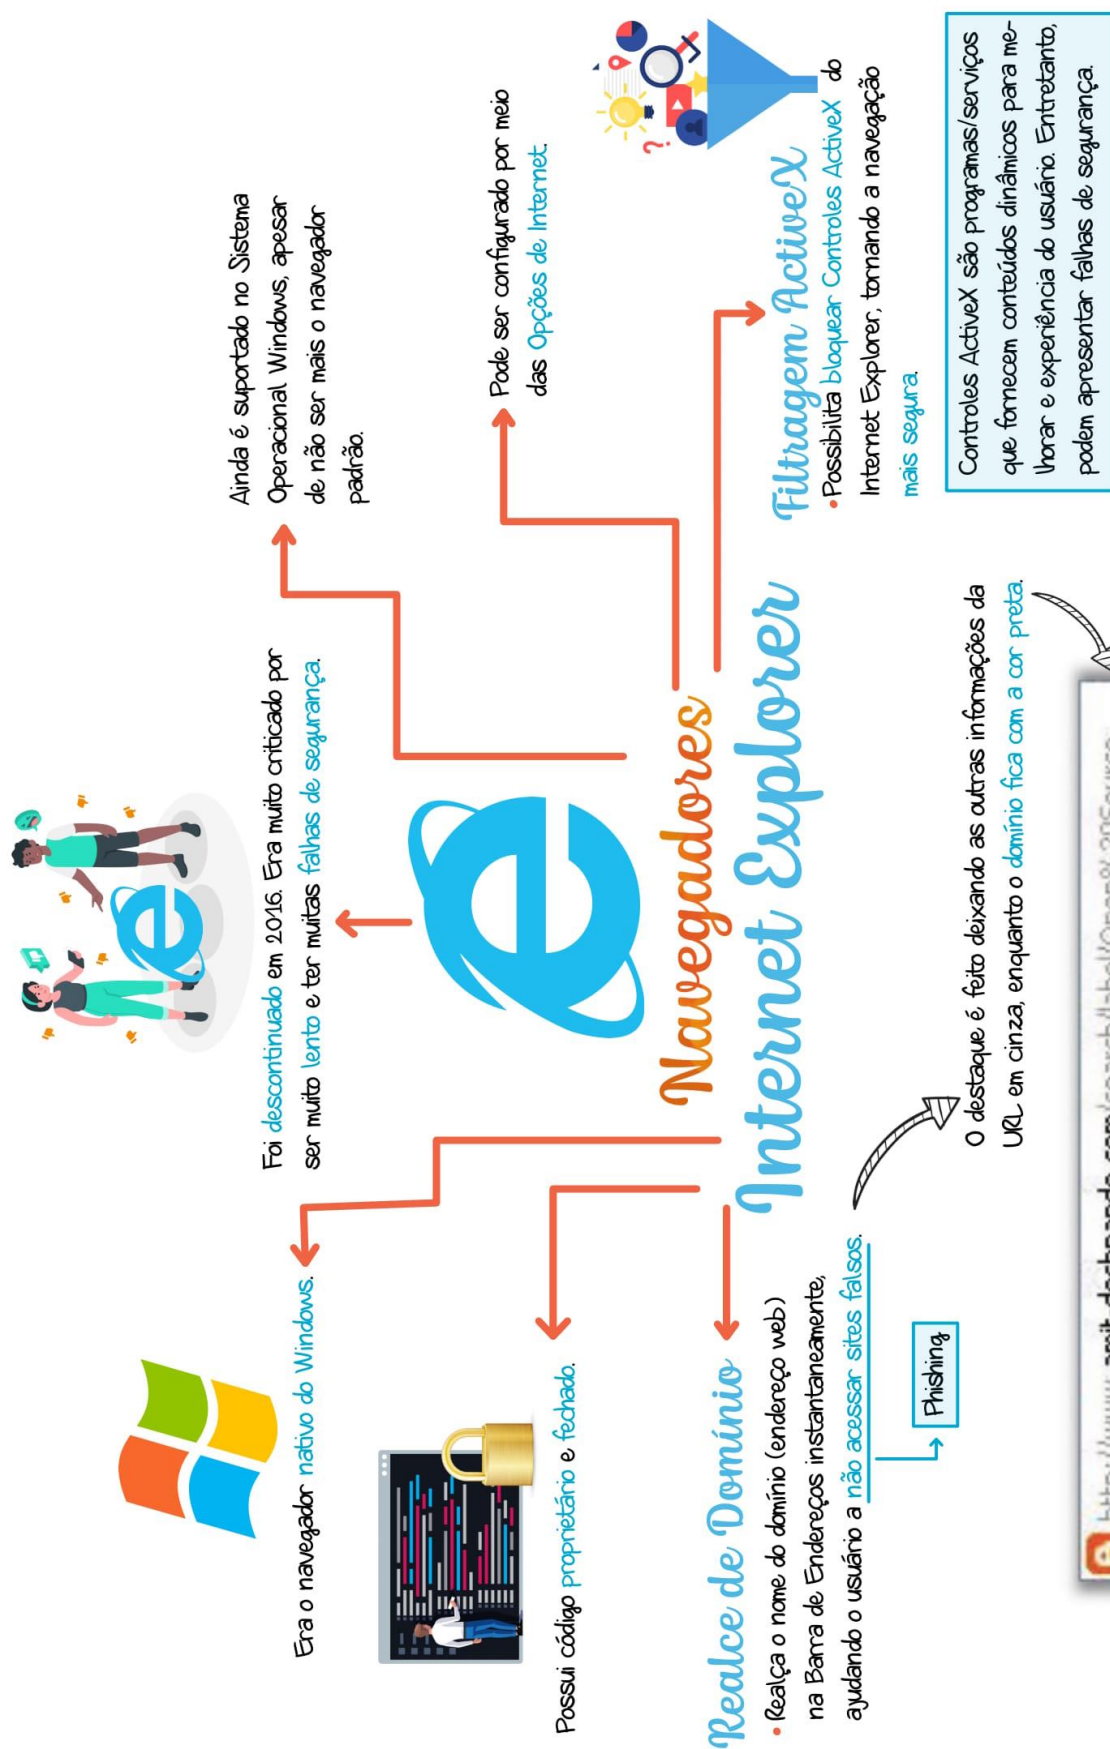 Era o navegador nativo do Windows.
Foi descontinuado em 2016. Era muito criticado por
ser muito lento e ter muitas falhas de segurança.
Ainda é suportado no Sistema
Operacional Windows, apesar
de não ser mais o navegador
padrão.
Possui código proprietário e fechado.
Navegadores
Internet Explorer
Pode ser configurado por meio
das Opções de Internet.
Realce de Domínio
• Realça o nome do domínio (endereço web)
na Barra de Endereços instantaneamente,
ajudando o usuário a não acessar sites falsos.
Phishing
O destaque é feito deixando as outras informações da
URL em cinza, enquanto o domínio fica com a cor preta.
Filtragem ActiveX
• Possibilita bloquear Controles ActiveX do
Internet Explorer, tornando a navegação
mais segura.
Controles ActiveX são programas/serviços
que fornecem conteúdos dinâmicos para me-
lhorar e experiência do usuário. Entretanto,
podem apresentar falhas de segurança.